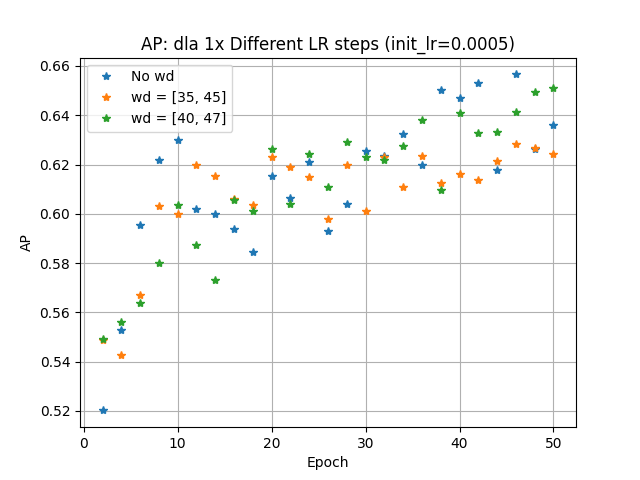 AP: dla 1x Different LR steps (init_lr=0.0005)
No wd
wd = [35, 45]
wd = [40, 47]
0.66
0.64
0.62
0.60
0.58
0.56
0.54
0.52
AP
0 10 20 30 40 50
Epoch